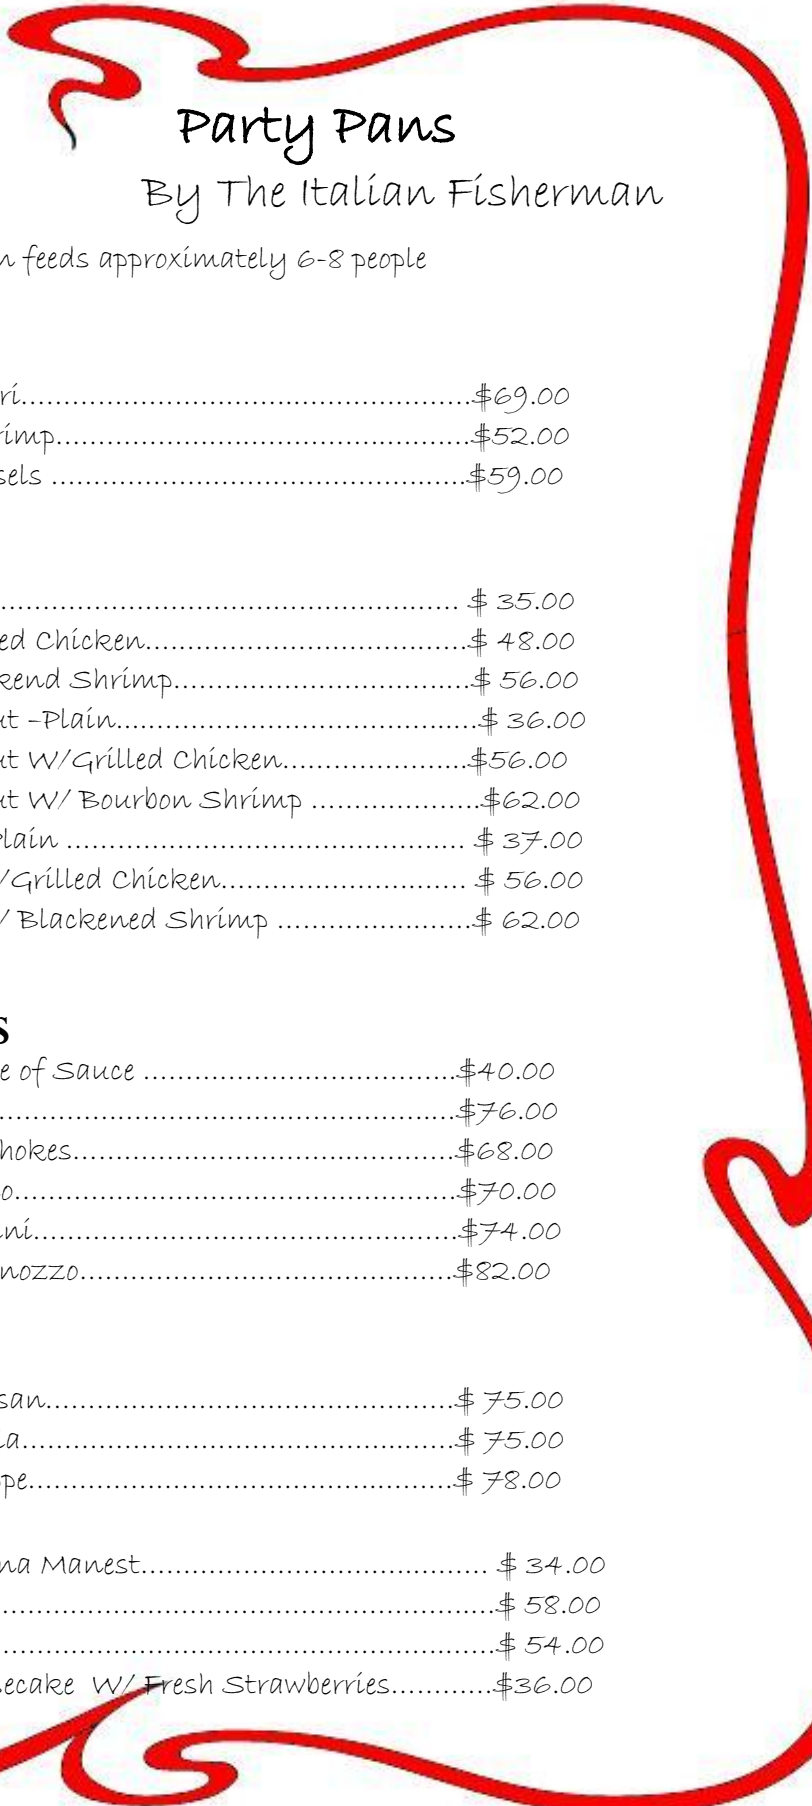 Party Pans
By The Italian Fisherman
n feeds approximately 6-8 people
ri.....................................................$69.00
rimp.................................................$52.00
sels .................................................$59.00
...................................................... $ 35.00
ed Chicken......................................$ 48.00
kend Shrimp...................................$ 56.00
ut -Plain...........................................$ 36.00
ut W/Grilled Chicken......................$56.00
ut W/ Bourbon Shrimp ....................$62.00
lain ............................................... $ 37.00
/Grilled Chicken............................. $ 56.00
/ Blackened Shrimp .......................$ 62.00
s
e of Sauce .....................................$40.00
......................................................$76.00
hokes.............................................$68.00
o....................................................$70.00
ni..................................................$74.00
nozzo............................................$82.00
san................................................$ 75.00
la...................................................$ 75.00
pe..................................................$ 78.00
na Manest......................................... $ 34.00
..........................................................$ 58.00
..........................................................$ 54.00
ecake W/ Fresh Strawberries............$36.00